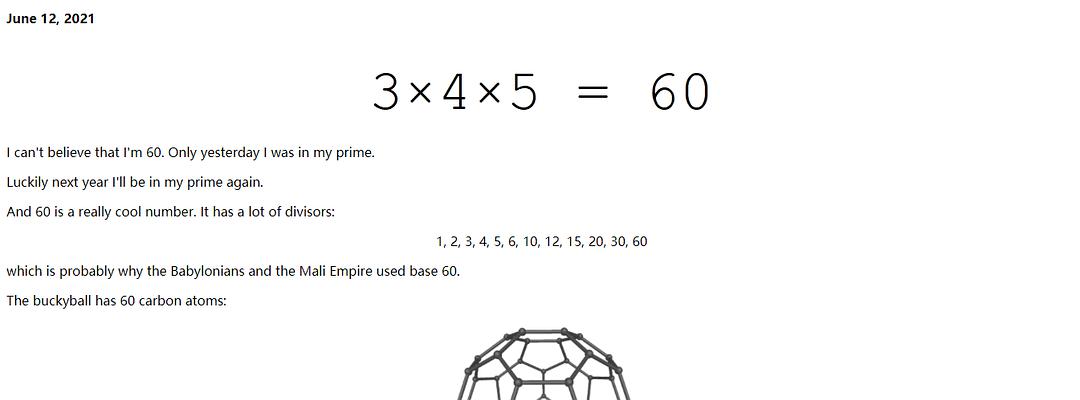 June 12, 2021
3×4×5 = 60
I can't believe that I'm 60. Only yesterday I was in my prime.
Luckily next year I'll be in my prime again.
And 60 is a really cool number. It has a lot of divisors:
1, 2, 3, 4, 5, 6, 10, 12, 15, 20, 30, 60
which is probably why the Babylonians and the Mali Empire used base 60.
The buckyball has 60 carbon atoms: